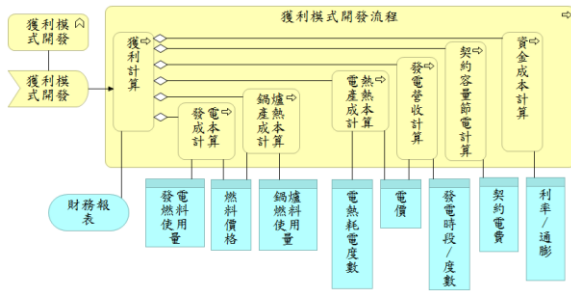 獲利模式開發流程
獲利模
式開發
獲利模
式開發
獲利計算
發電
成本
計算
鍋爐
產熱
成本
計算
電熱
產熱
成本
計算
發電營收計算
契約容量節電計算
資金成本計算
財務報
表
發電
燃料
使用
量
燃料價格
鍋爐
燃料
使用
量
電熱耗電度數
電價
發電時段/度數
契約電費
利率/通膨